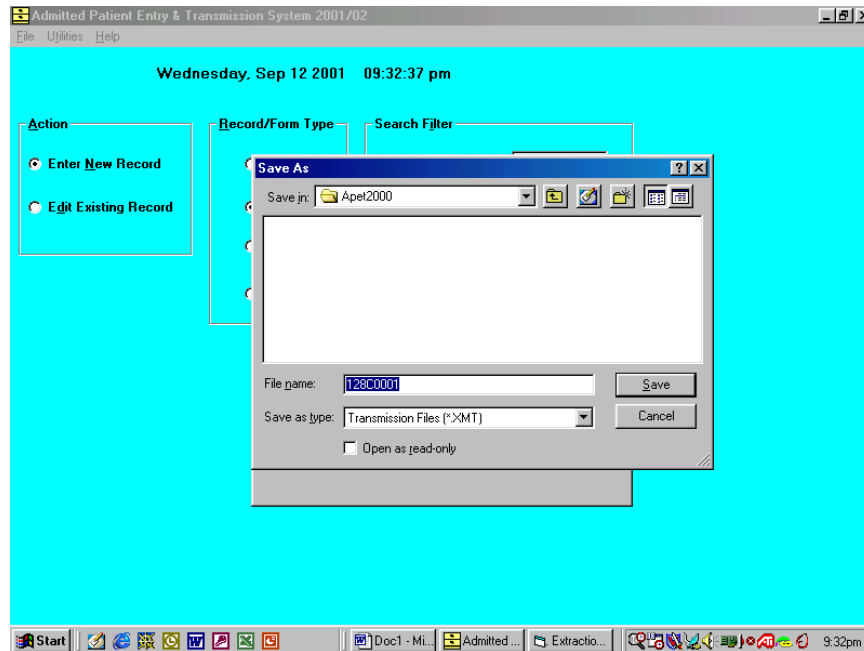 Admitted Patient Entry & Transmission System 2001/02
File Utilities Help
Wednesday, Sep 12 2001 09:32:37 pm
Action
Record/Form Type
Search Filter
Enter New Record
Edit Existing Record
Save As
Save in: Apet2000
File name: 128C0001
Save
Save as type: Transmission Files (*.XMT)
Cancel
Open as read-only
Start
Doc1 - Mi...
Admitted ...
Extractio...
9:32pm